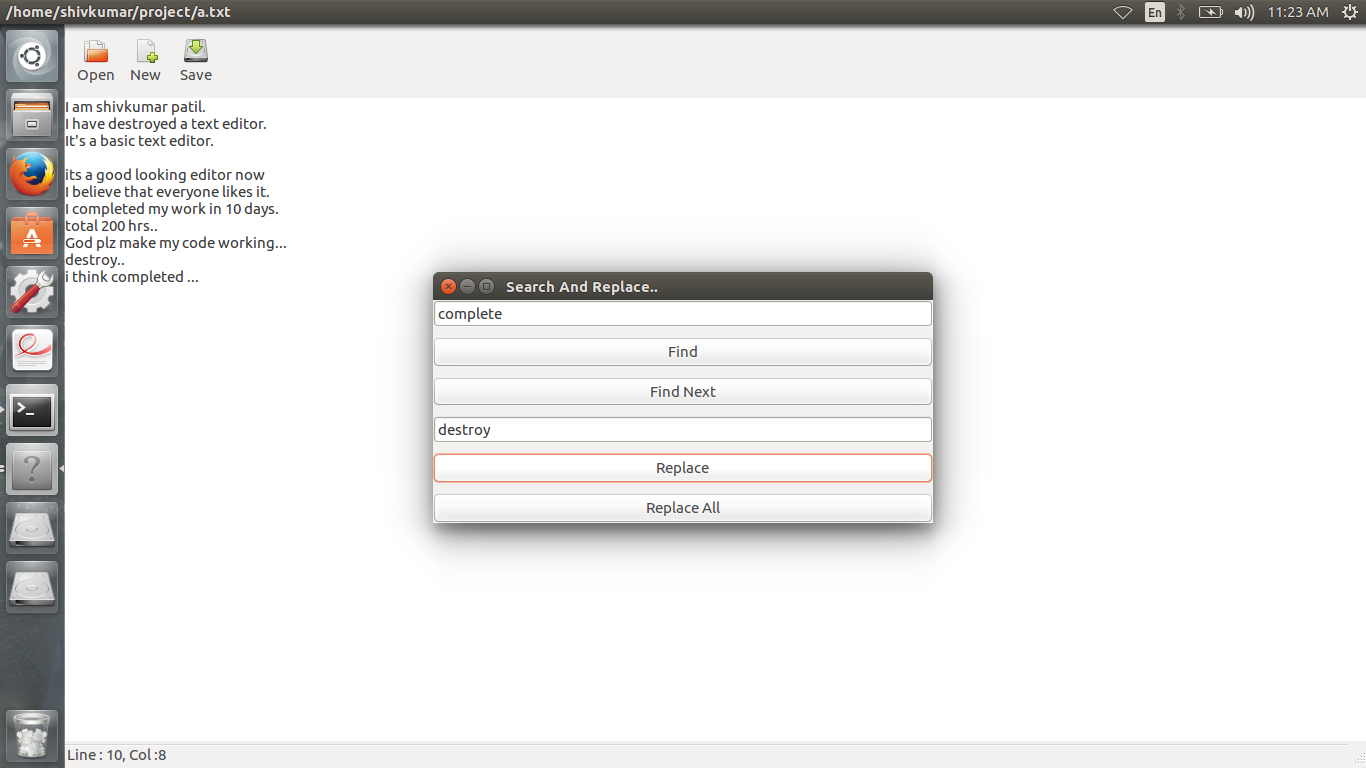 /home/shivkumar/project/a.txt
En
11:23 AM
Open New Save
I am shivkumar patil.
I have destroyed a text editor.
It's a basic text editor.
its a good looking editor now
I believe that everyone likes it.
I completed my work in 10 days.
total 200 hrs..
God plz make my code working...
destroy..
i think completed ...
Search And Replace..
complete
Find
Find Next
destroy
Replace
Replace All
Line : 10, Col :8